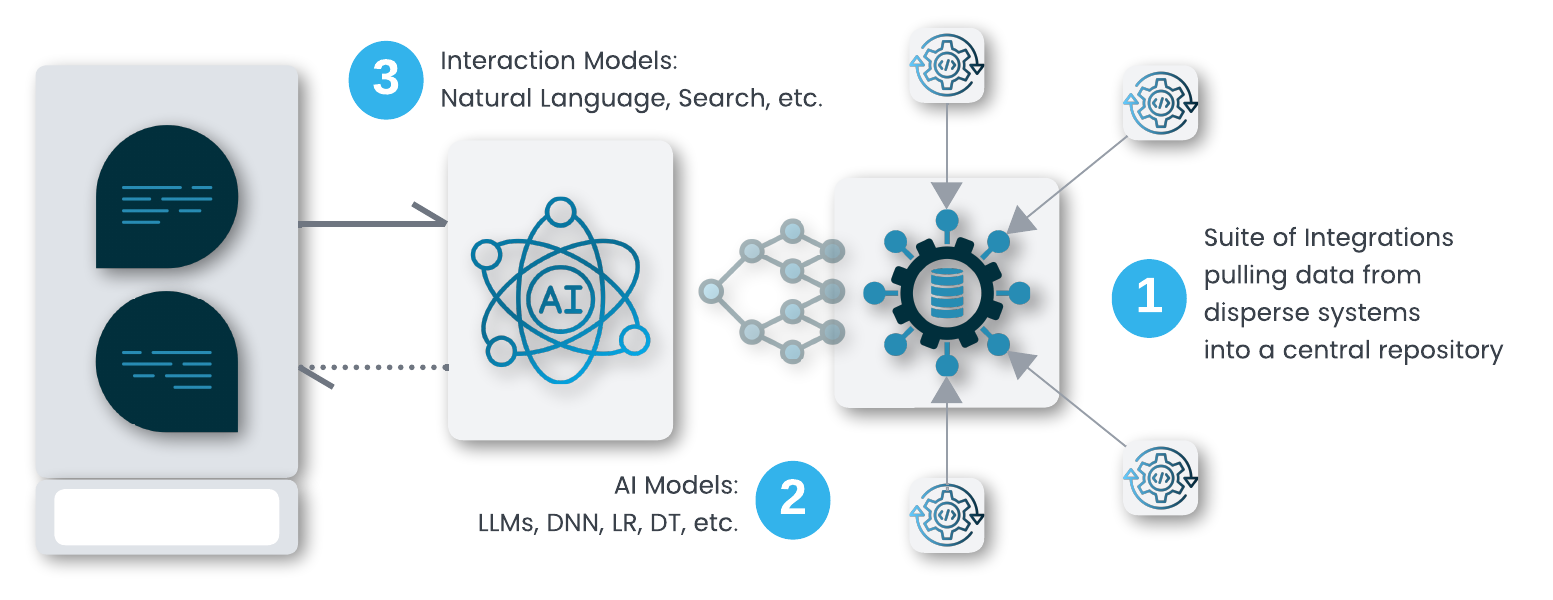 3
Interaction Models:
Natural Language, Search, etc.
</>
</>
AI
1
Suite of Integrations
pulling data from
disperse systems
into a central repository
AI Models:
LLMs, DNN, LR, DT, etc.
2
</>
</>